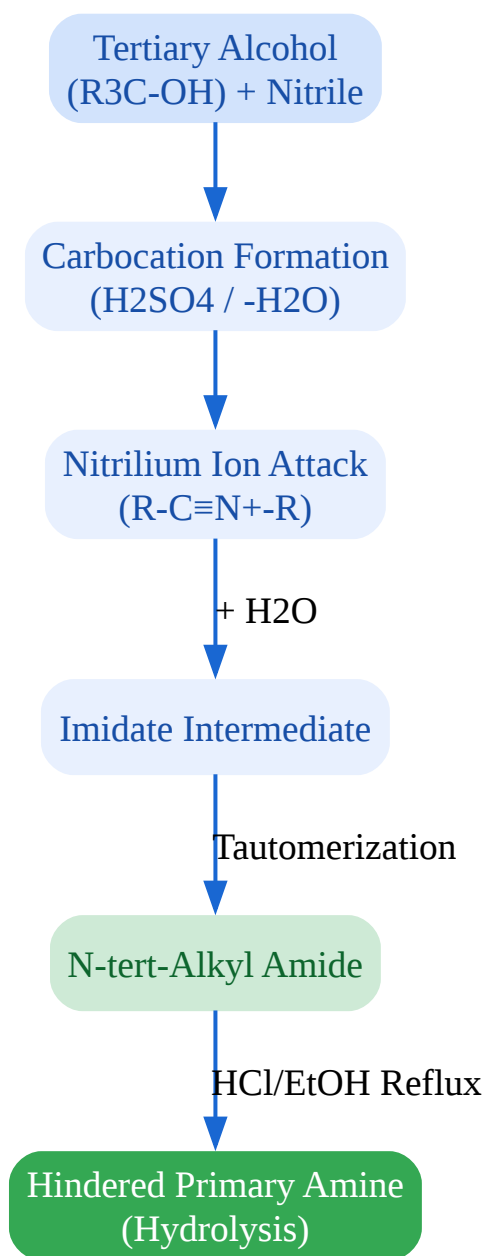 Tertiary Alcohol
(R3C-OH) + Nitrile
Carbocation Formation
(H2SO4 / -H2O)
Nitrilium Ion Attack
(R-C≡N+-R)
+ H2O
Imidate Intermediate
Tautomerization
N-tert-Alkyl Amide
HCl/EtOH Reflux
Hindered Primary Amine
(Hydrolysis)